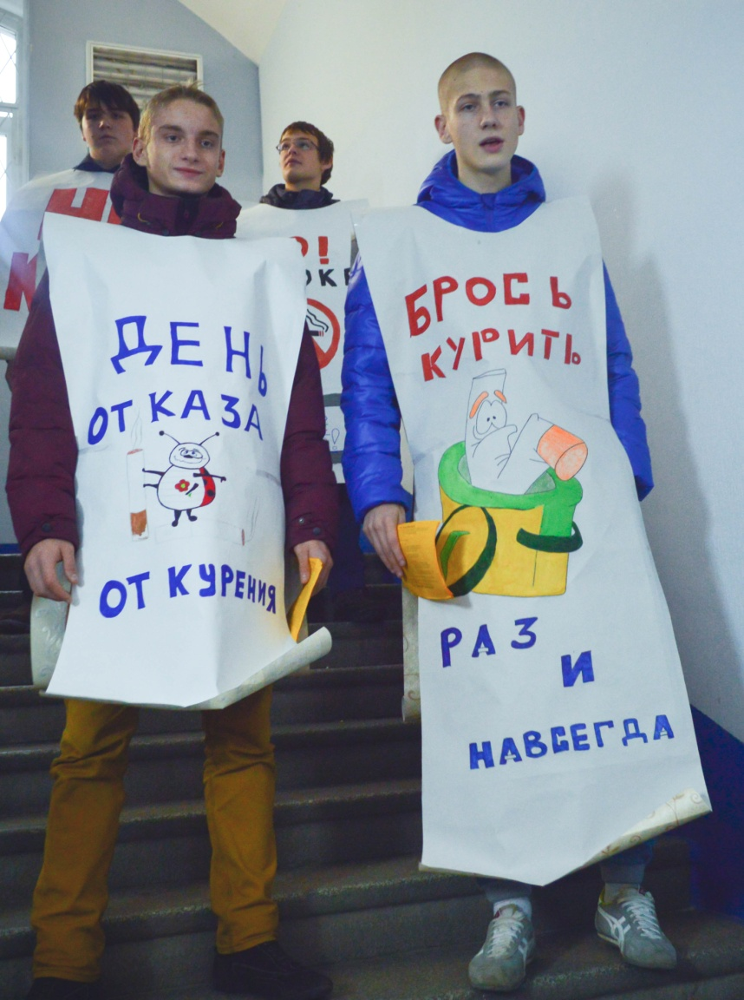 ДЕНЬ
ОТКАЗА
ОТ КУРЕНИЯ
БРОСЬ
КУРИТЬ
РАЗ
И
НАВСЕГДА